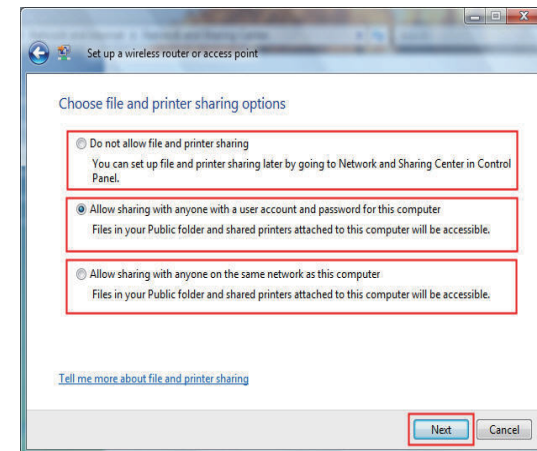 Set up a wireless router or access point
Choose file and printer sharing options
Do not allow file and printer sharing
You can set up file and printer sharing later by going to Network and Sharing Center in Control
Panel.
Allow sharing with anyone with a user account and password for this computer
Files in your Public folder and shared printers attached to this computer will be accessible.
Allow sharing with anyone on the same network as this computer
Files in your Public folder and shared printers attached to this computer will be accessible.
Tell me more about file and printer sharing
Next Cancel